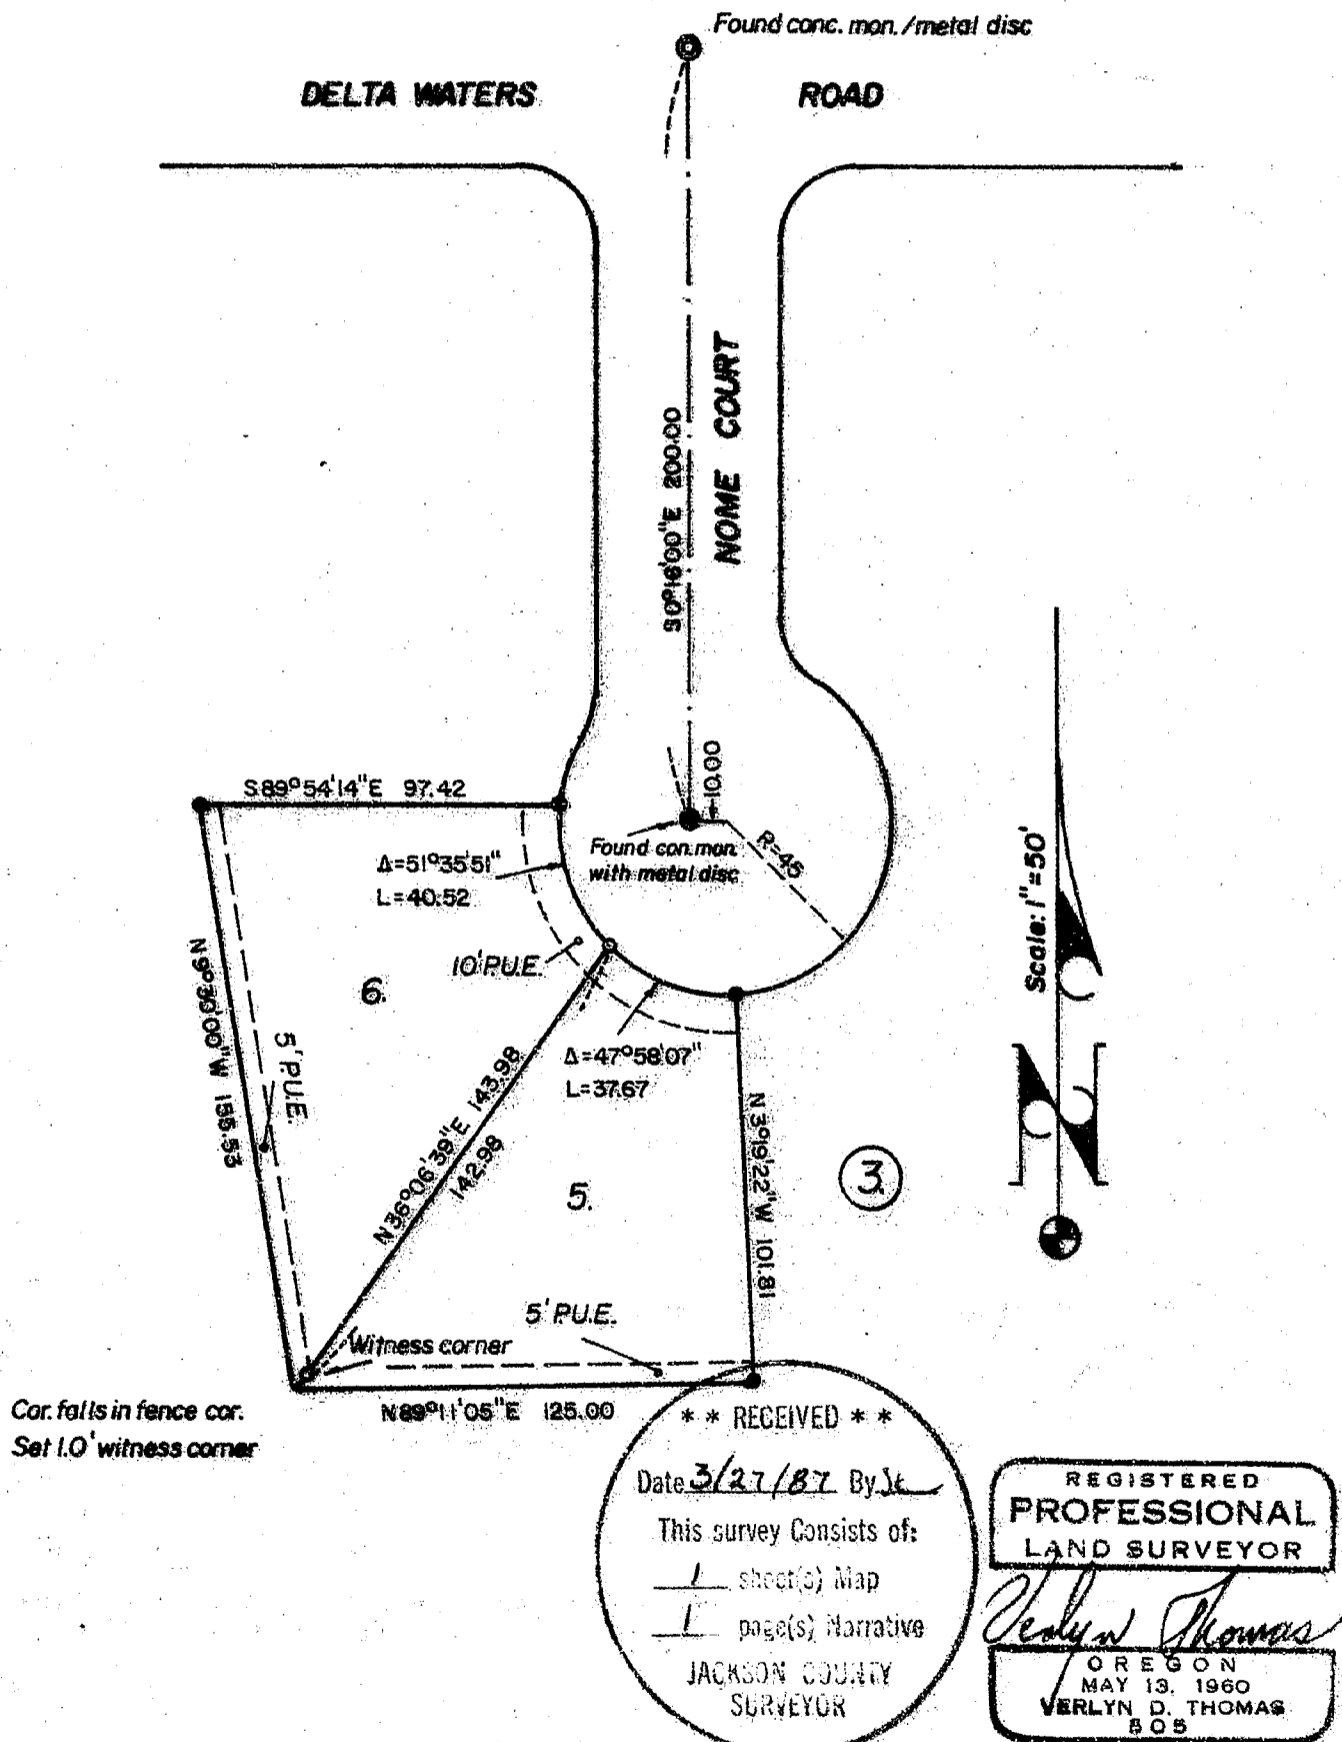 Found conc. mon./metal disc
DELTA WATERS ROAD
S0°16'00"E 200.00
NOME COURT
10.00
S.89°54'14"E 97.42
Found con. mon.
with metal disc
R=45
Δ=51°35'51"
L=40.52
Scale: 1"=50'
10' P.U.E.
6.
N9°30'00"W 155.53
5' P.U.E.
N36°06'39"E 143.98
142.98
Δ=47°58'07"
L=37.67
N3°19'22"W 101.81
3
N
5.
5' P.U.E.
Witness corner
Cor. falls in fence cor.
Set 1.0' witness corner
N89°11'05"E 125.00
* * RECEIVED * *
Date 3/27/87 By
This survey Consists of:
1 sheet(s) Map
1 page(s) Narrative
JACKSON COUNTY
SURVEYOR
REGISTERED
PROFESSIONAL
LAND SURVEYOR
Verlyn Thomas
OREGON
MAY 13, 1960
VERLYN D. THOMAS
805